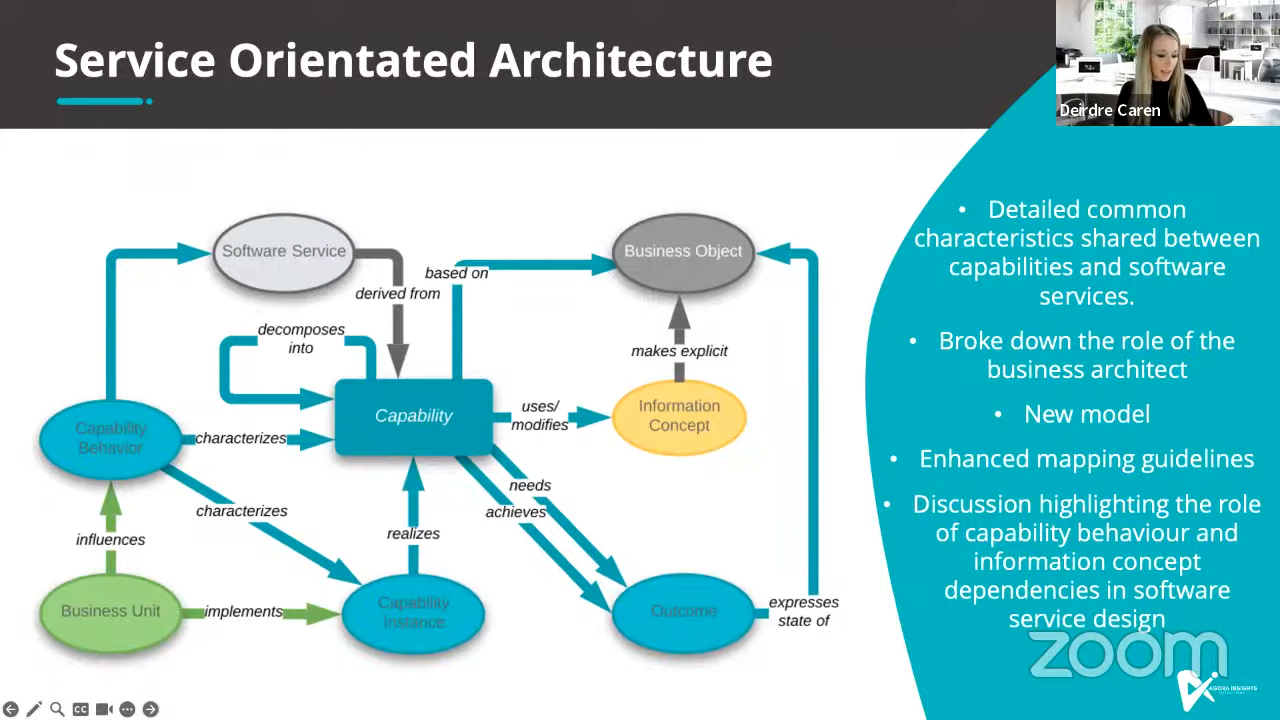 Service Orientated Architecture
Deirdre Caren
Software Service
Business Object
based on
derived from
decomposes
into
makes explicit
Capability
uses/
modifies
Information
Concept
Capability
Behavior
characterizes
needs
achieves
characterizes
realizes
influences
Business Unit
implements
Capability
Instance
Outcome
expresses
state of
• Detailed common
characteristics shared between
capabilities and software
services.
• Broke down the role of the
business architect
• New model
• Enhanced mapping guidelines
• Discussion highlighting the role
of capability behaviour and
information concept
dependencies in software
service design
zoom
AGORA INSIGHTS
CC